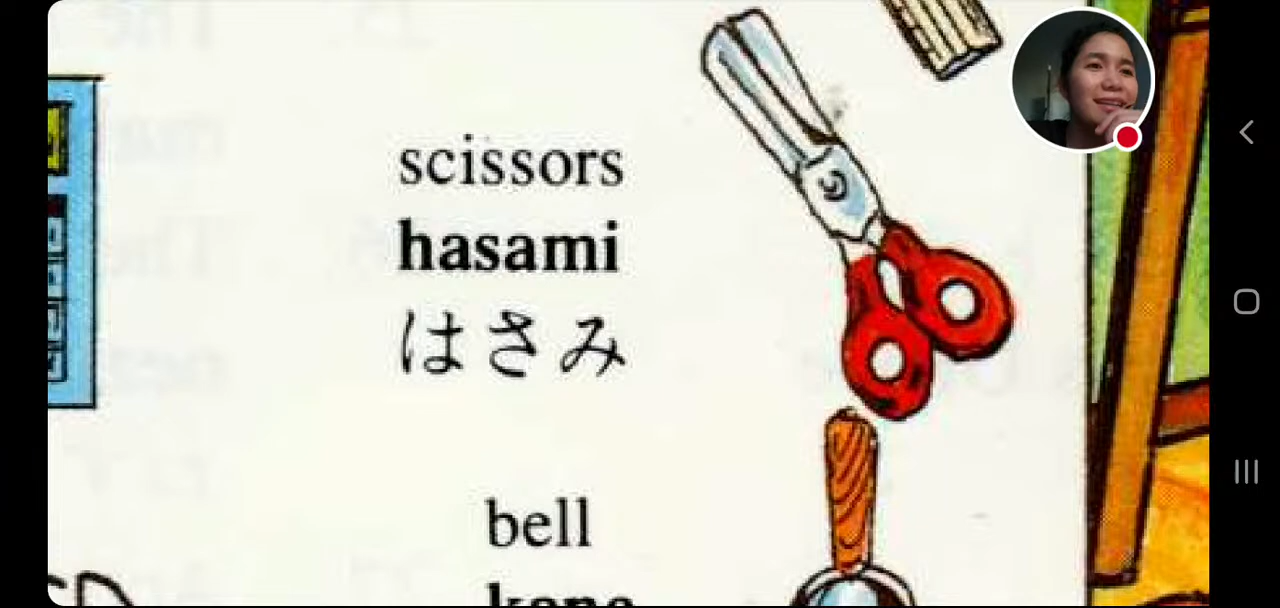 scissors
hasami
はさみ
bell